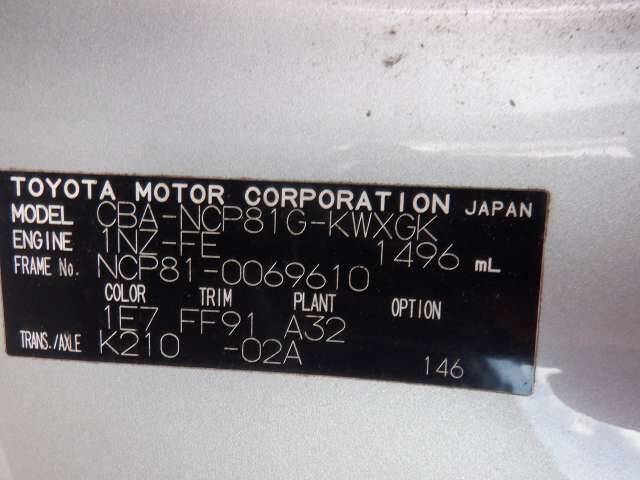 TOYOTA MOTOR CORPORATION JAPAN
MODEL CBA-NCP81G-KWXGK
ENGINE 1NZ-FE 1496 mL
FRAME No. NCP81-0069610
COLOR TRIM PLANT OPTION
1E7 FF91 A32
TRANS./AXLE K210 -02A
146